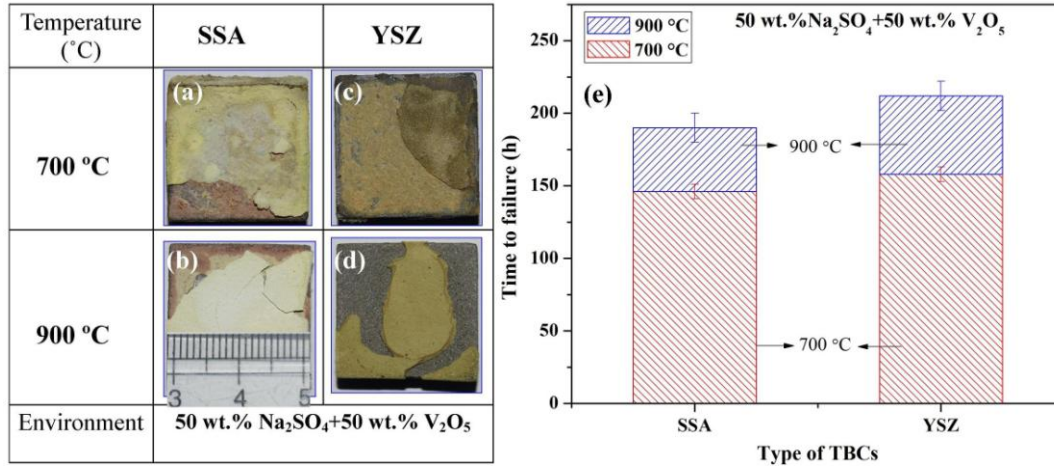 Temperature
(˚C)
SSA
YSZ
700 ºC
(a)
(c)
900 ºC
(b)
(d)
3 4 5
Environment
50 wt.% Na₂SO₄+50 wt.% V₂O₅
900 °C
700 °C
50 wt.%Na₂SO₄+50 wt.% V₂O₅
(e)
Time to failure (h)
250
200
150
100
50
0
900 °C
700 °C
SSA
YSZ
Type of TBCs